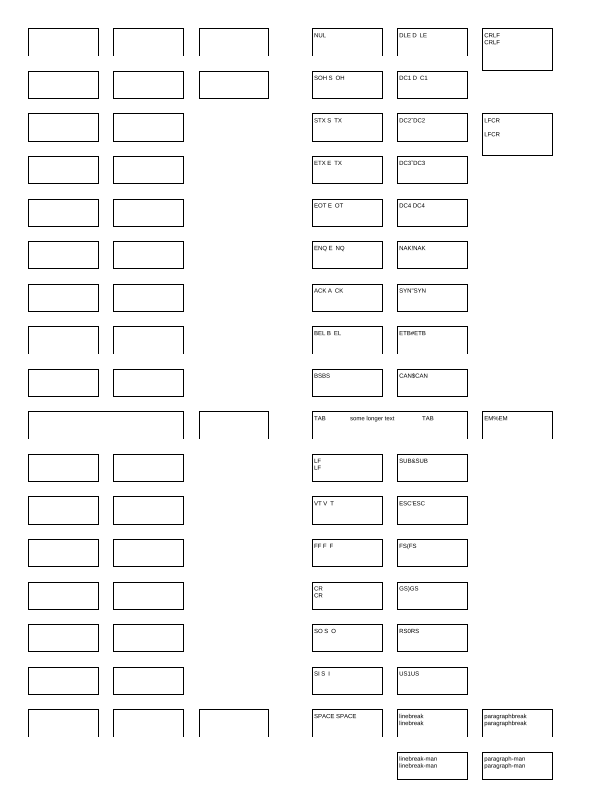 NUL
DLE D LE
CRLF
CRLF
SOH S OH
DC1 D C1
STX S TX
DC2˘DC2
LFCR
LFCR
ETX E TX
DC3ˇDC3
EOT E OT
DC4 DC4
ENQ E NQ
NAK!NAK
ACK A CK
SYN"SYN
BEL B EL
ETB#ETB
BSBS
CAN$CAN
TAB some longer text TAB
EM%EM
LF
LF
SUB&SUB
VT V T
ESC'ESC
FF F F
FS(FS
CR
CR
GS)GS
SO S O
RS0RS
SI S I
US1US
SPACE SPACE
linebreak
linebreak
paragraphbreak
paragraphbreak
linebreak-man
linebreak-man
paragraph-man
paragraph-man